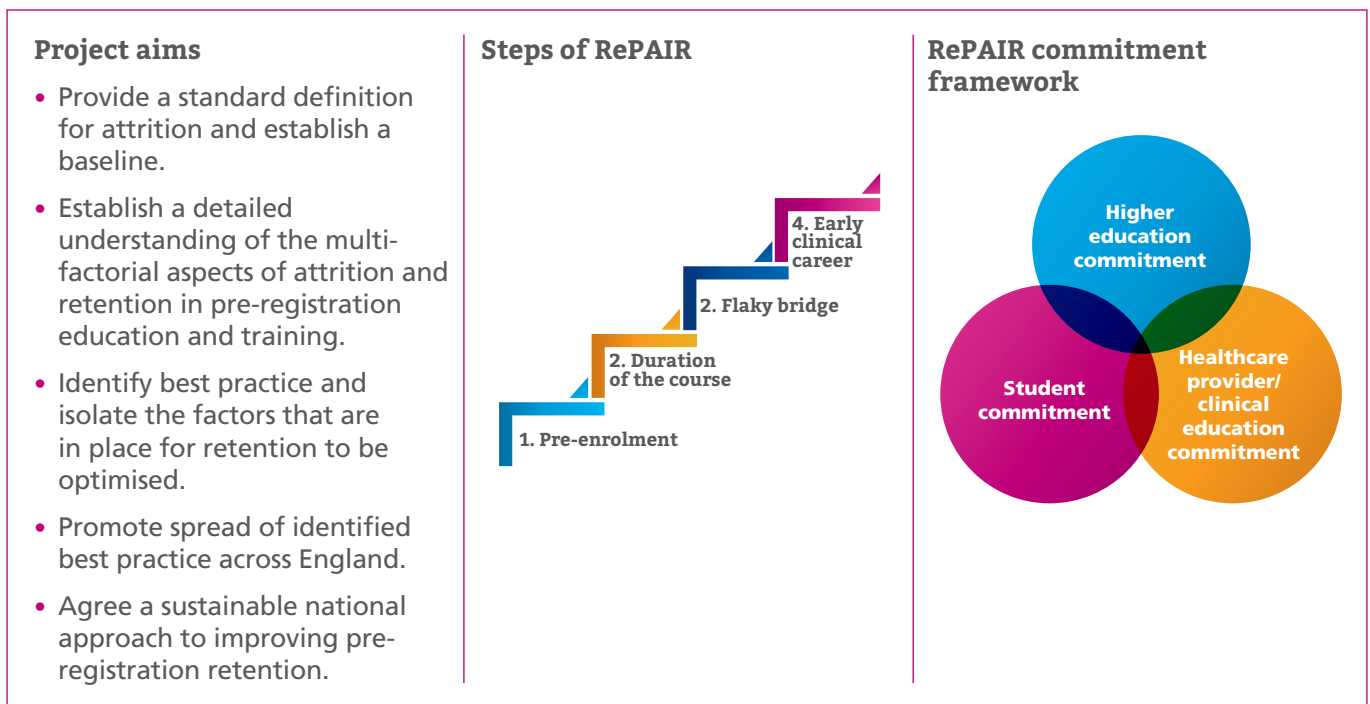 Project aims
• Provide a standard definition
for attrition and establish a
baseline.
• Establish a detailed
understanding of the multi-
factorial aspects of attrition and
retention in pre-registration
education and training.
• Identify best practice and
isolate the factors that are
in place for retention to be
optimised.
• Promote spread of identified
best practice across England.
• Agree a sustainable national
approach to improving pre-
registration retention.
Steps of RePAIR
4. Early
clinical
career
2. Flaky bridge
2. Duration
of the course
1. Pre-enrolment
RePAIR commitment
framework
Higher
education
commitment
Student
commitment
Healthcare
provider/
clinical
education
commitment